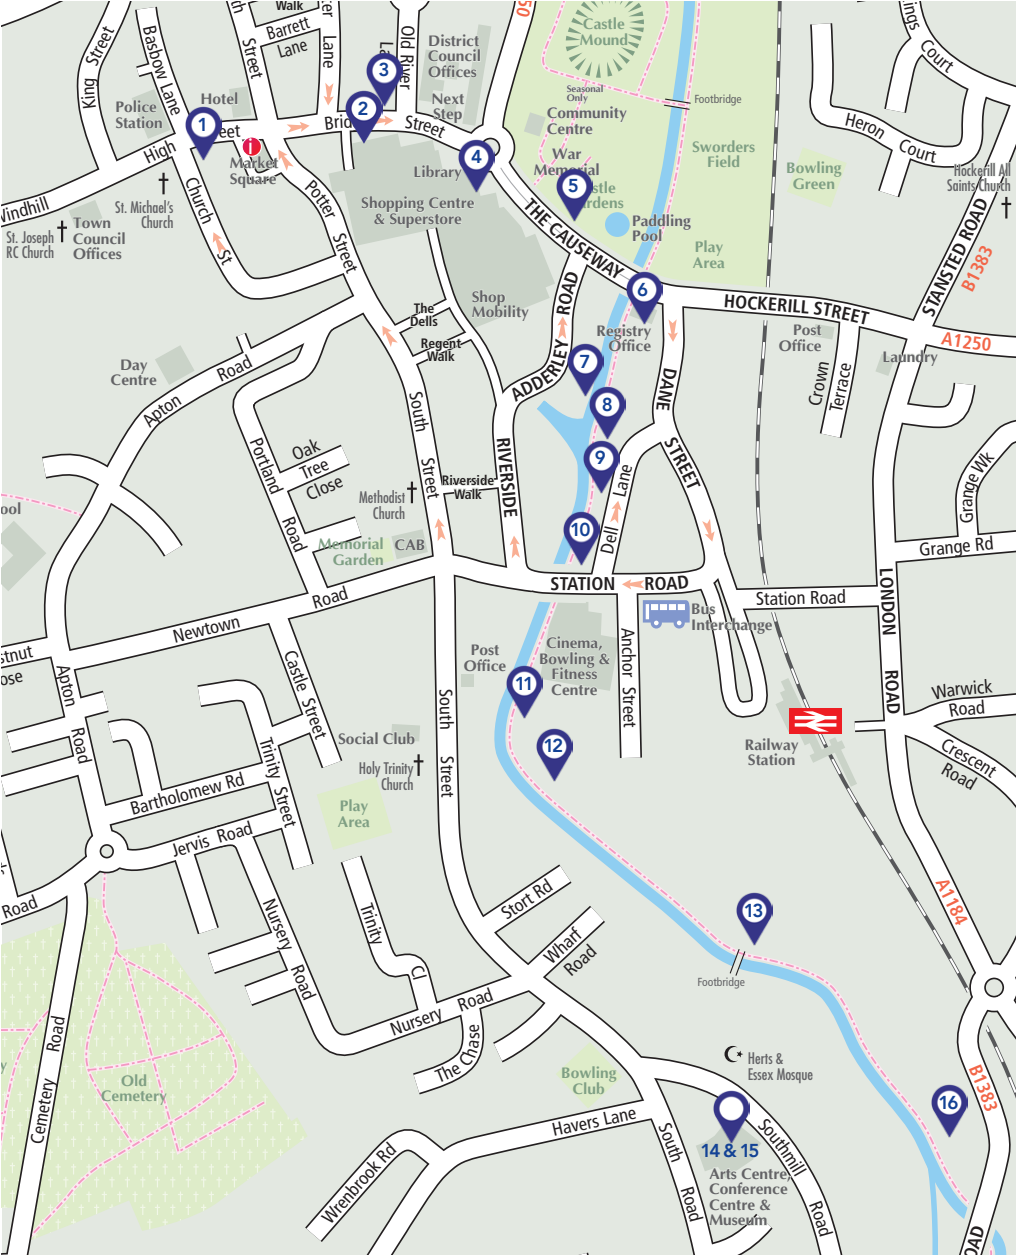 Walk
Barrett
Lane
King Street
Basbow Lane
Street
Lane
Old River
La
District
Council
Offices
Next
Step
Police
Station
Hotel
1
2
3
4
5
6
7
8
9
10
11
12
13
14 & 15
16
High
eet
Brid
Street
i
Market
Square
Windhill
St. Joseph
RC Church
Town
Council
Offices
St. Michael's
Church
Church St
Potter
Street
Library
Shopping Centre
& Superstore
Castle
Mound
Seasonal
Only
Community
Centre
War
Memorial
stle
rdens
Footbridge
Sworders
Field
Paddling
Pool
Play
Area
THE CAUSEWAY
HOCKERILL STREET
Court
Heron
Court
Bowling
Green
Hockerill All
Saints Church
STANSTED ROAD
B1383
A1250
Shop
Mobility
The
Dells
Regent
Walk
ADDERLEY ROAD
Registry
Office
Post
Office
Crown
Terrace
Laundry
Day
Centre
Apton
Road
Portland
Road
Oak
Tree
Close
South
Street
Riverside
Walk
RIVERSIDE
DANE
STREET
Dell Lane
Methodist
Church
Memorial
Garden
CAB
ool
Grange Wk
Grange Rd
STATION ROAD
Station Road
Bus
Interchange
LONDON
ROAD
Newtown
Road
stnut
ose
Apton
Road
Castle Street
Post
Office
Cinema,
Bowling &
Fitness
Centre
Anchor Street
Railway
Station
Warwick
Road
Crescent
Road
Trinity
Street
South
Street
Social Club
Holy Trinity
Church
Play
Area
Bartholomew Rd
Jervis Road
Road
Nursery
Road
Trinity
Cl
Stort Rd
Wharf
Road
Nursery Road
The Chase
Footbridge
A1184
B1383
Old
Cemetery
Cemetery Road
Bowling
Club
Herts &
Essex Mosque
Havers Lane
Wrenbrook Rd
South
Road
Southmill
Road
Arts Centre,
Conference
Centre &
Museum
OAD